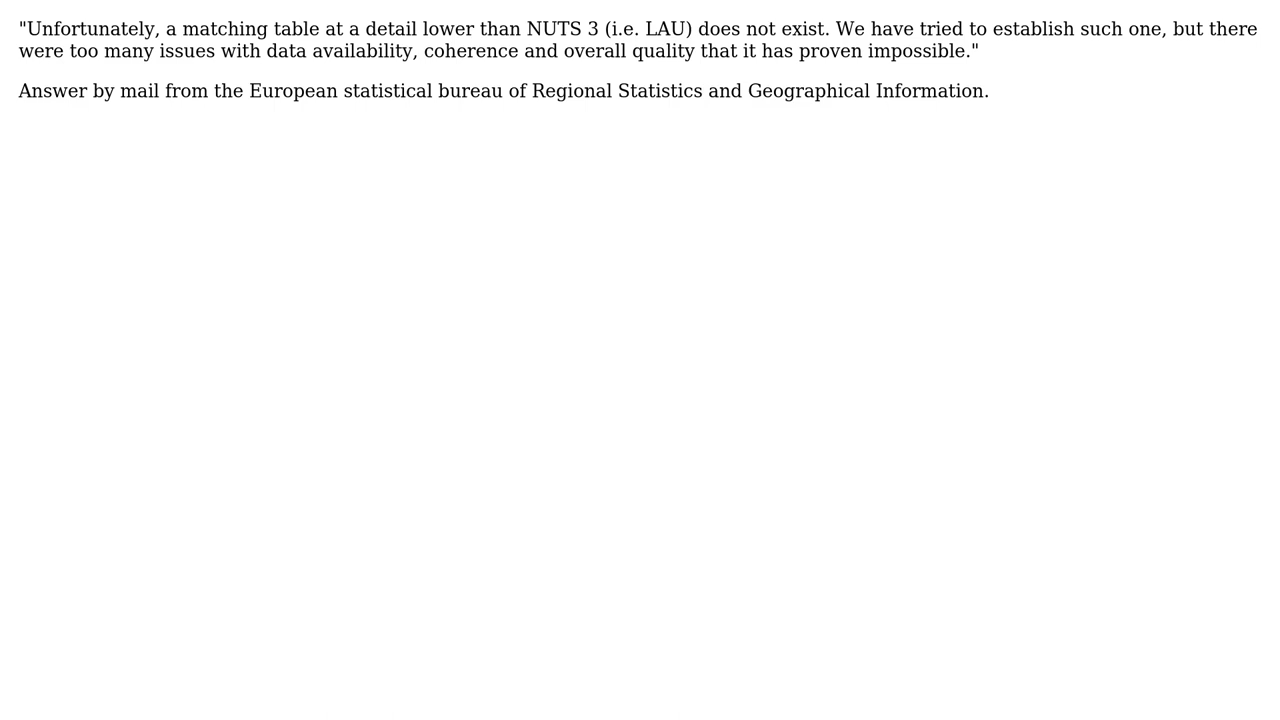 "Unfortunately, a matching table at a detail lower than NUTS 3 (i.e. LAU) does not exist. We have tried to establish such one, but there
were too many issues with data availability, coherence and overall quality that it has proven impossible."
Answer by mail from the European statistical bureau of Regional Statistics and Geographical Information.